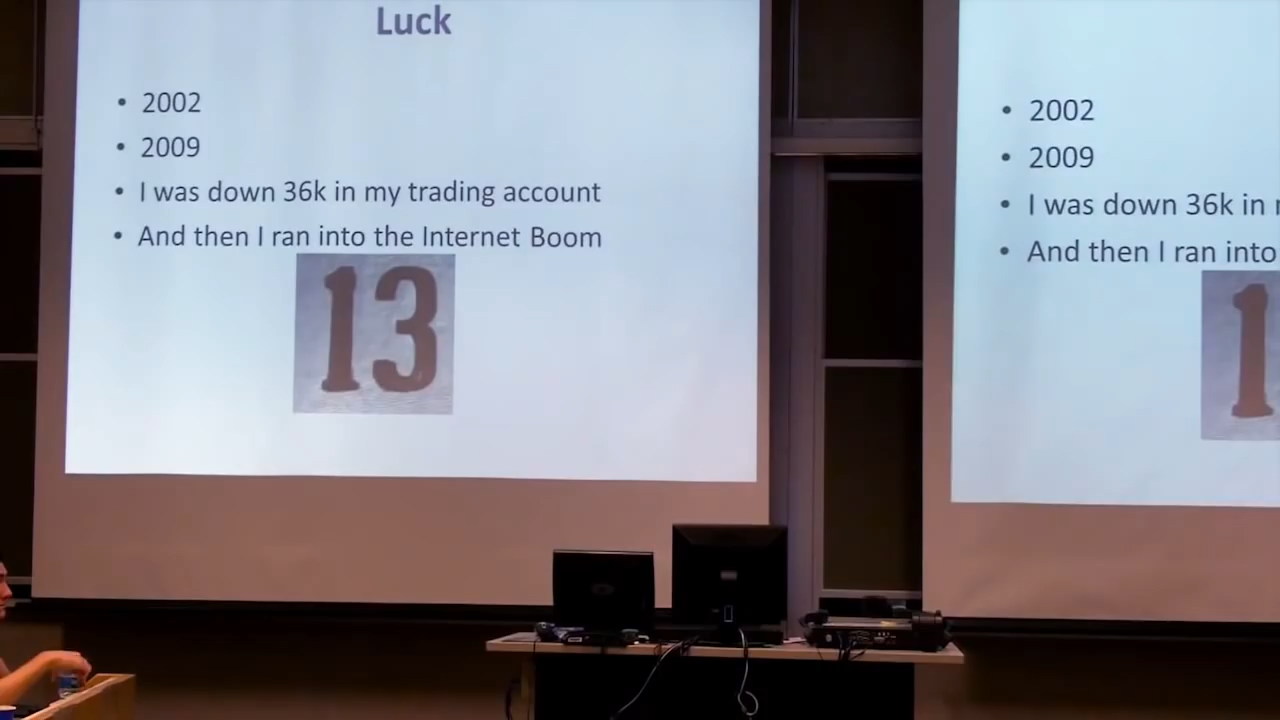 Luck
• 2002
• 2009
• I was down 36k in my trading account
• And then I ran into the Internet Boom
13
• 2002
• 2009
• I was down 36k in
• And then I ran into
1